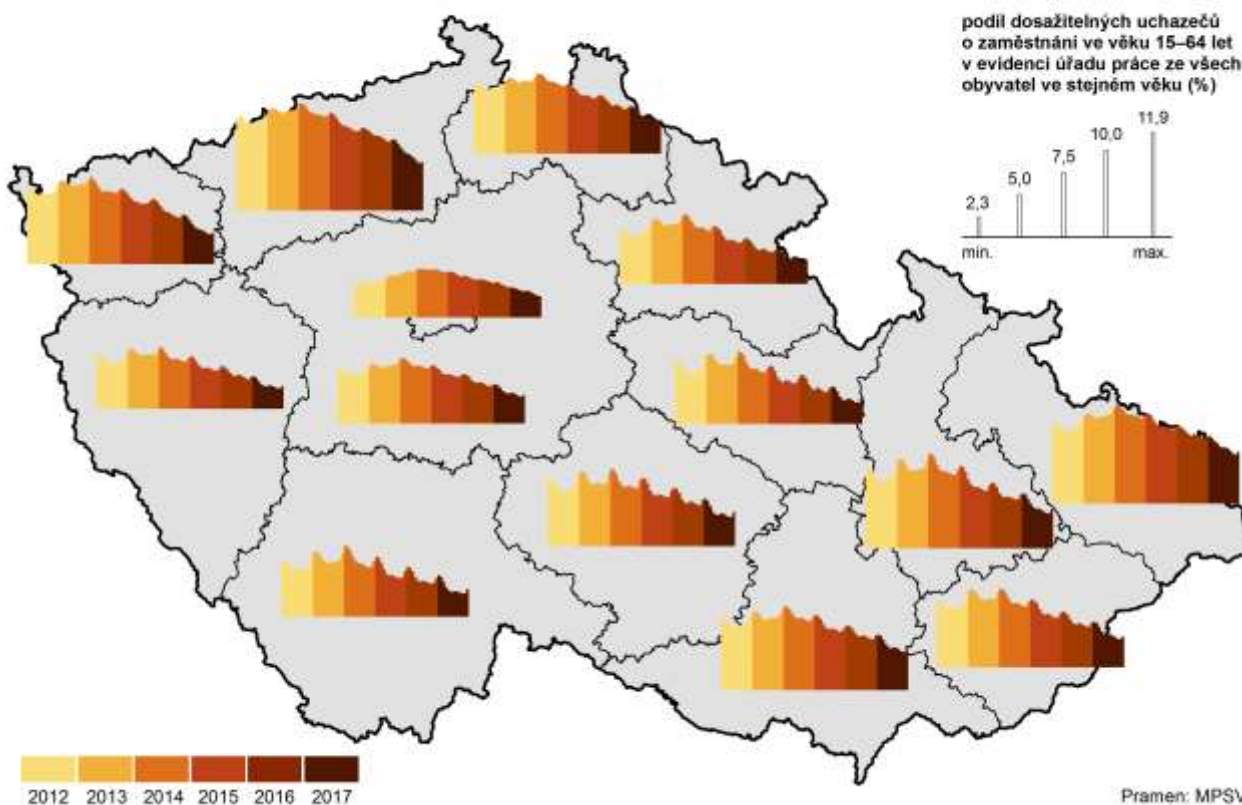 podíl dosažitelných uchazečů
o zaměstnání ve věku 15–64 let
v evidenci úřadu práce ze všech
obyvatel ve stejném věku (%)
11,9
10,0
7,5
5,0
2,3
min. max.
2012 2013 2014 2015 2016 2017
Pramen: MPSV